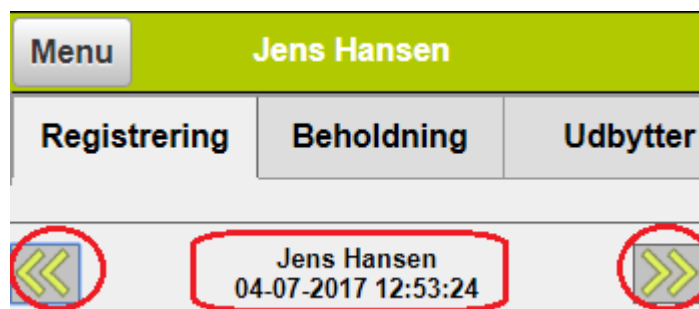 Menu
Jens Hansen
Registrering
Beholdning
Udbytter
Jens Hansen
04-07-2017 12:53:24